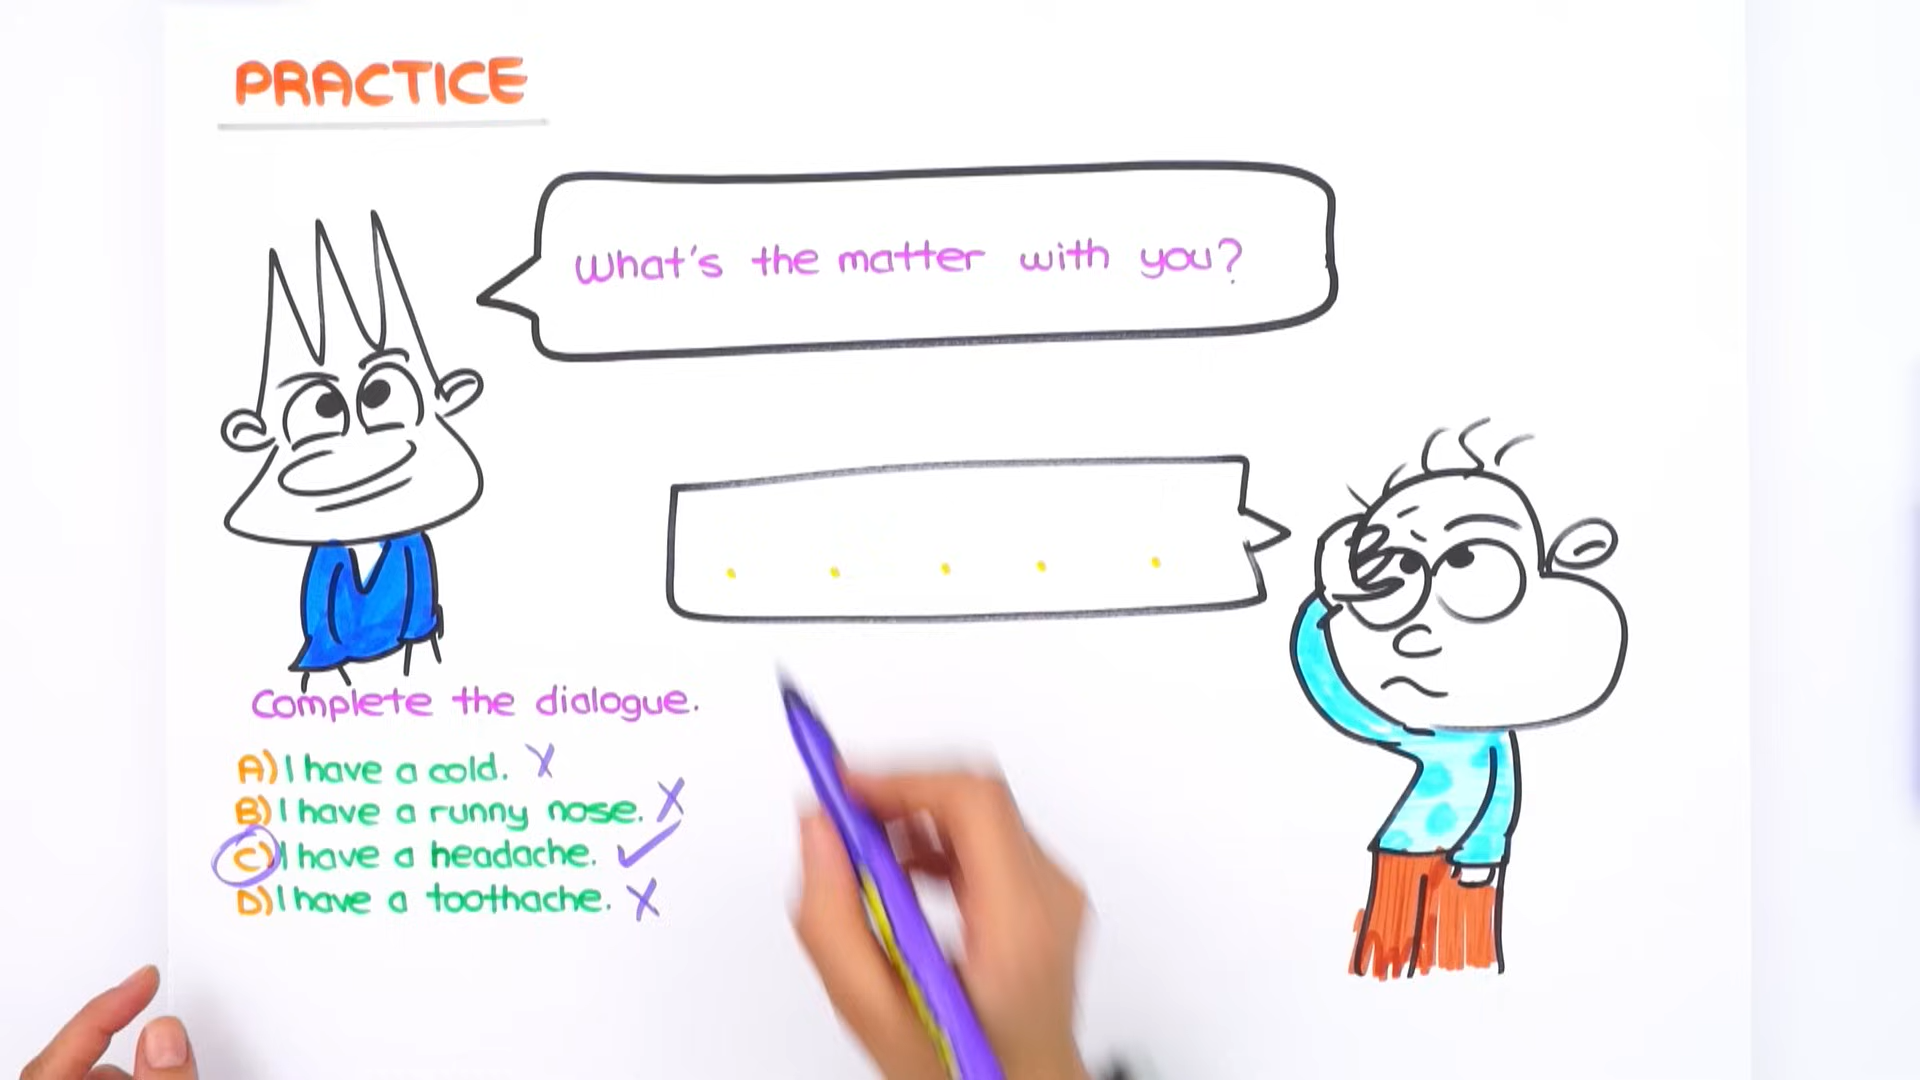 PRACTICE
What's the matter with you?
Complete the dialogue.
A) I have a cold. X
B) I have a runny nose. X
C) I have a headache. ✓
D) I have a toothache. X